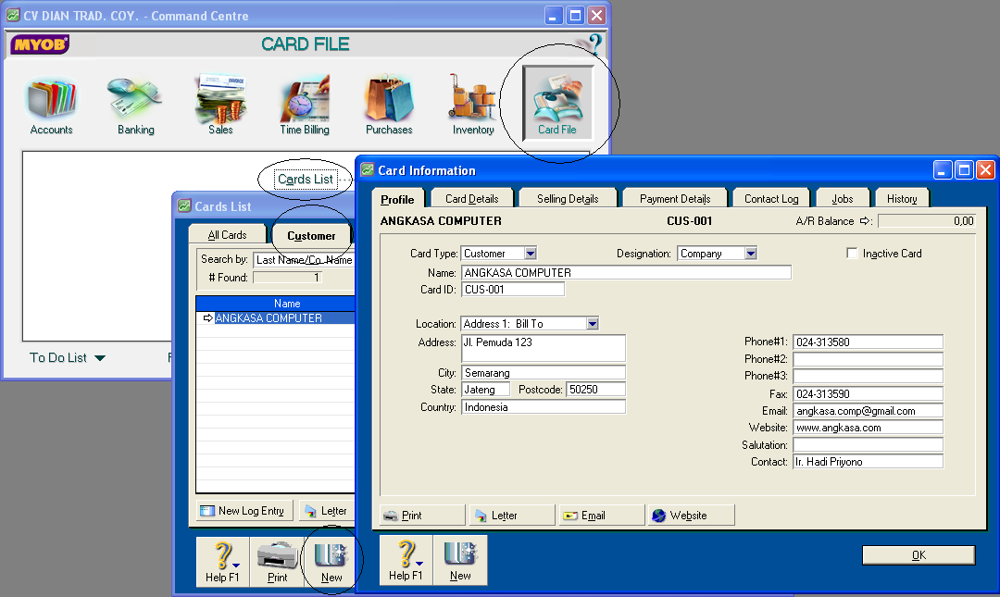 CV DIAN TRAD. COY. - Command Centre
MYOB
CARD FILE
Accounts
Banking
Sales
Time Billing
Purchases
Inventory
Card File
Cards List
To Do List
Cards List
All Cards
Customer
Search by: Last Name/Co. Name
# Found: 1
Name
ANGKASA COMPUTER
New Log Entry
Letter
Help F1
Print
New
Card Information
Profile
Card Details
Selling Details
Payment Details
Contact Log
Jobs
History
ANGKASA COMPUTER CUS-001 A/R Balance ⇨: 0,00
Card Type: Customer Designation: Company Inactive Card
Name: ANGKASA COMPUTER
Card ID: CUS-001
Location: Address 1: Bill To
Address: Jl. Pemuda 123
City: Semarang
State: Jateng Postcode: 50250
Country: Indonesia
Phone#1: 024-313580
Phone#2:
Phone#3:
Fax: 024-313590
Email: angkasa.comp@gmail.com
Website: www.angkasa.com
Salutation:
Contact: Ir. Hadi Priyono
Print
Letter
Email
Website
Help F1
New
OK